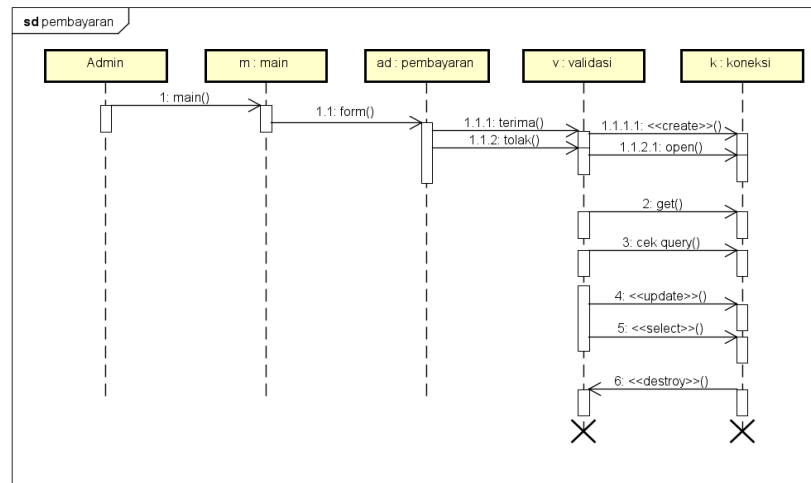 sd pembayaran
Admin
m : main
ad : pembayaran
v : validasi
k : koneksi
1: main()
1.1: form()
1.1.1: terima()
1.1.1.1: <<create>>()
1.1.2: tolak()
1.1.2.1: open()
2: get()
3: cek query()
4: <<update>>()
5: <<select>>()
6: <<destroy>>()